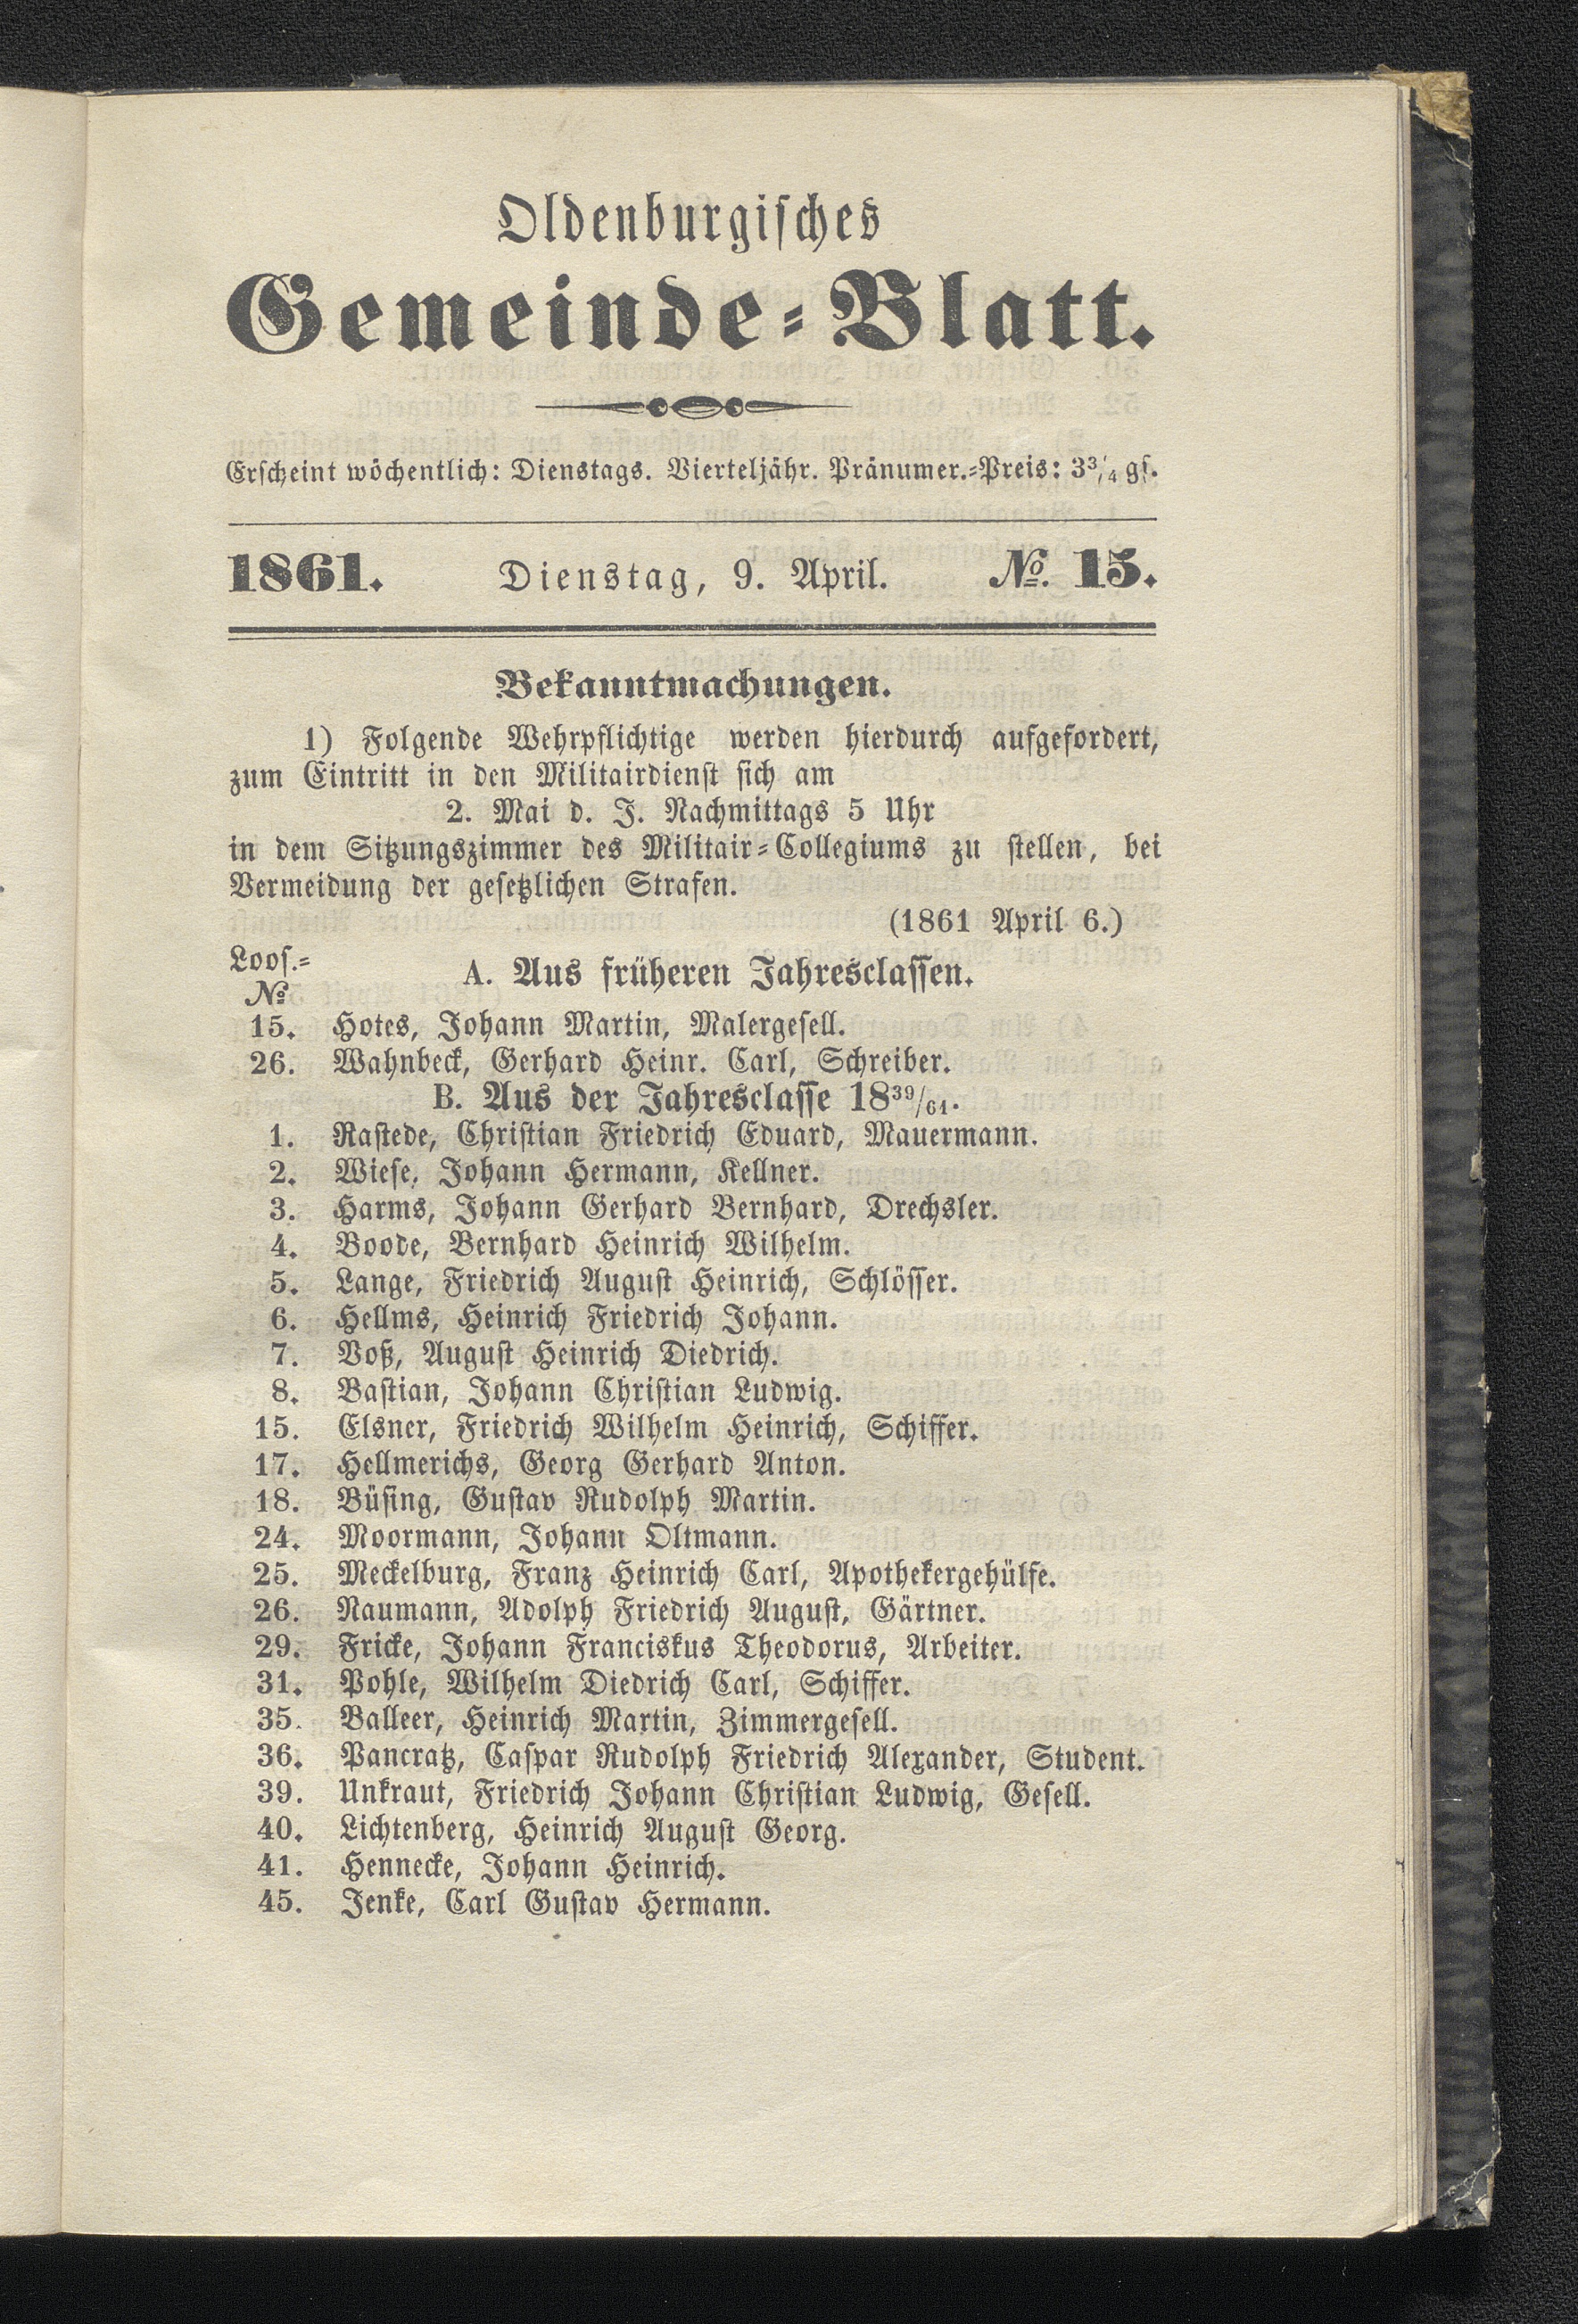 Oldenburgisches
Gemeinde-Blatt.
Erscheint wöchentlich: Dienstags. Vierteljähr. Pränumer.-Preis: 3¾ gs.
1861. Dienstag, 9. April. No. 15.
Bekanntmachungen.
1) Folgende Wehrpflichtige werden hierdurch aufgefordert,
zum Eintritt in den Militairdienst sich am
2. Mai d. J. Nachmittags 5 Uhr
in dem Sitzungszimmer des Militair-Collegiums zu stellen, bei
Vermeidung der gesetzlichen Strafen.
(1861 April 6.)
Loos.-
No
A. Aus früheren Jahresclassen.
15. Hotes, Johann Martin, Malergesell.
26. Wahnbeck, Gerhard Heinr. Carl, Schreiber.
B. Aus der Jahresclasse 18³⁹/₆₁.
1. Rastede, Christian Friedrich Eduard, Mauermann.
2. Wiese, Johann Hermann, Kellner.
3. Harms, Johann Gerhard Bernhard, Drechsler.
4. Boode, Bernhard Heinrich Wilhelm.
5. Lange, Friedrich August Heinrich, Schlösser.
6. Hellms, Heinrich Friedrich Johann.
7. Voß, August Heinrich Diedrich.
8. Bastian, Johann Christian Ludwig.
15. Elsner, Friedrich Wilhelm Heinrich, Schiffer.
17. Hellmerichs, Georg Gerhard Anton.
18. Büsing, Gustav Rudolph Martin.
24. Moormann, Johann Oltmann.
25. Meckelburg, Franz Heinrich Carl, Apothekergehülfe.
26. Naumann, Adolph Friedrich August, Gärtner.
29. Fricke, Johann Franciskus Theodorus, Arbeiter.
31. Pohle, Wilhelm Diedrich Carl, Schiffer.
35. Balleer, Heinrich Martin, Zimmergesell.
36. Pancratz, Caspar Rudolph Friedrich Alexander, Student.
39. Unkraut, Friedrich Johann Christian Ludwig, Gesell.
40. Lichtenberg, Heinrich August Georg.
41. Hennecke, Johann Heinrich.
45. Jenke, Carl Gustav Hermann.